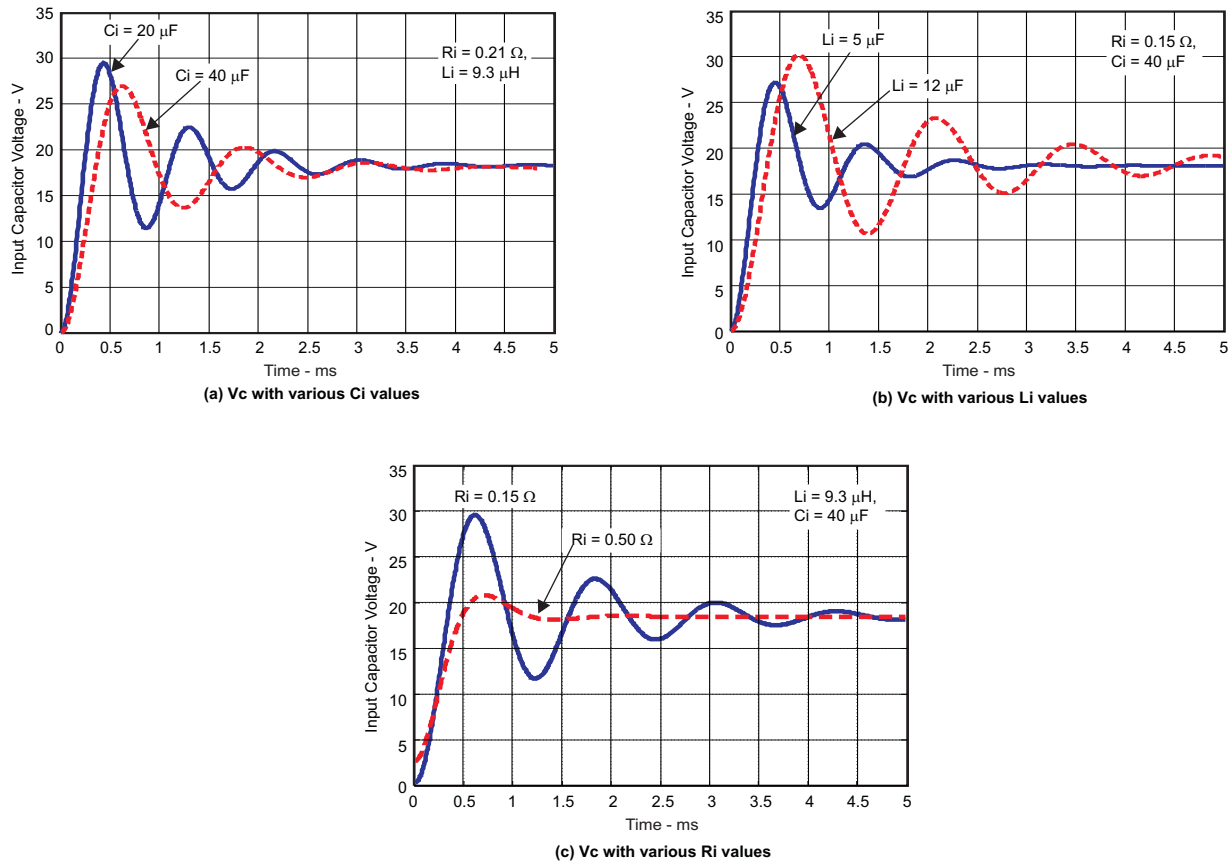 Ci = 20 μF
Ci = 40 μF
Ri = 0.21 Ω,
Li = 9.3 μH
Input Capacitor Voltage - V
35
30
25
20
15
10
5
0
0 0.5 1 1.5 2 2.5 3 3.5 4 4.5 5
Time - ms
(a) Vc with various Ci values
Li = 5 μF
Li = 12 μF
Ri = 0.15 Ω,
Ci = 40 μF
Input Capacitor Voltage - V
35
30
25
20
15
10
5
0
0 0.5 1 1.5 2 2.5 3 3.5 4 4.5 5
Time - ms
(b) Vc with various Li values
Ri = 0.15 Ω
Ri = 0.50 Ω
Li = 9.3 μH,
Ci = 40 μF
Input Capacitor Voltage - V
35
30
25
20
15
10
5
0
0 0.5 1 1.5 2 2.5 3 3.5 4 4.5 5
Time - ms
(c) Vc with various Ri values